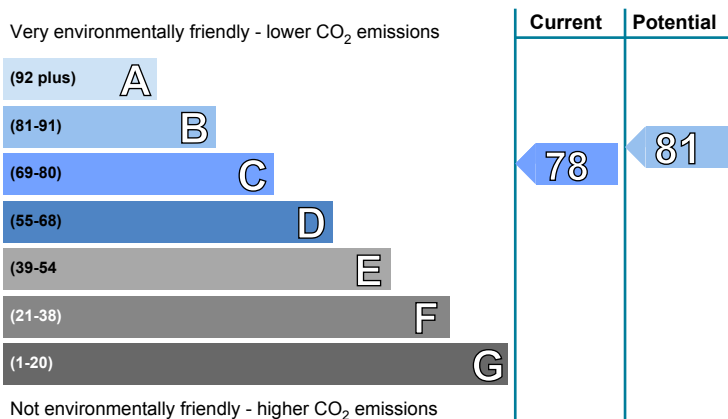 Current Potential
Very environmentally friendly - lower CO2 emissions
(92 plus) A
(81-91) B
(69-80) C
(55-68) D
(39-54 E
(21-38) F
(1-20) G
78
81
Not environmentally friendly - higher CO2 emissions